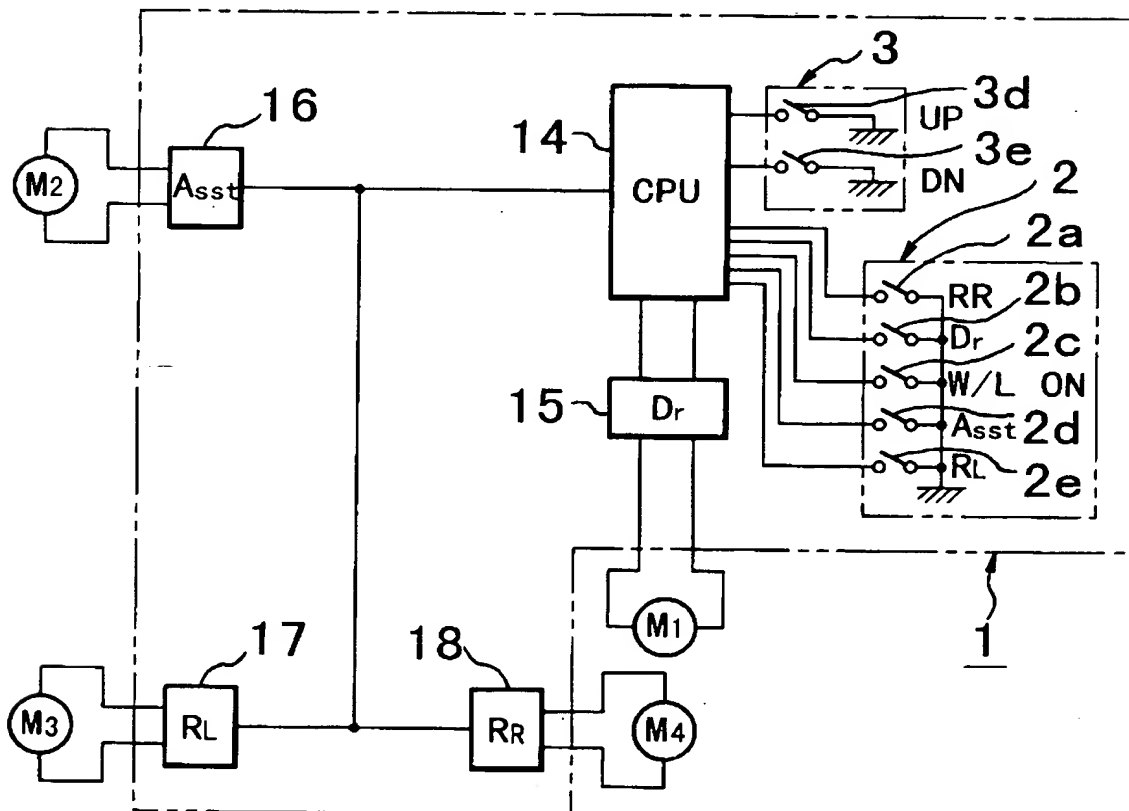 3
16
3d
14
UP
M2
Asst
CPU
3e
DN
2
2a
RR
2b
Dr
2c
W/L ON
15
Dr
Asst
2d
RL
2e
M1
1
17
18
M3
RL
RR
M4